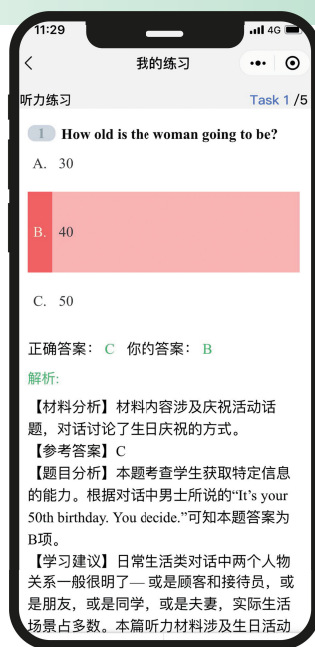 11:29
4G
我的练习
听力练习
Task 1 /5
1 How old is the woman going to be?
A. 30
B. 40
C. 50
正确答案： C 你的答案： B
解析:
【材料分析】材料内容涉及庆祝活动话
题，对话讨论了生日庆祝的方式。
【参考答案】C
【题目分析】本题考查学生获取特定信息
的能力。根据对话中男士所说的“It’s your
50th birthday. You decide.”可知本题答案为
B项。
【学习建议】日常生活类对话中两个人物
关系一般很明了— 或是顾客和接待员，或
是朋友，或是同学，或是夫妻，实际生活
场景占多数。本篇听力材料涉及生日活动